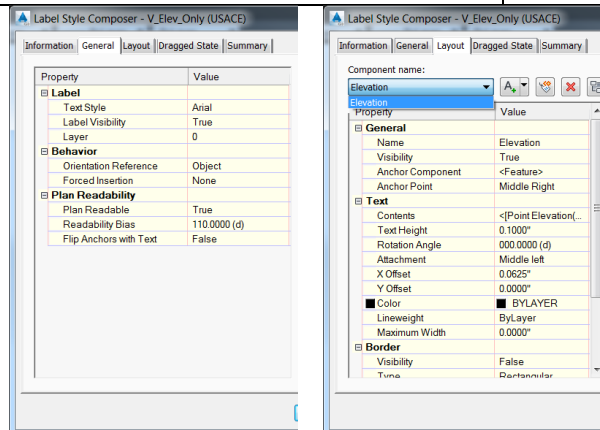 Label Style Composer - V_Elev_Only (USACE)
Information General Layout Dragged State Summary
Property Value
Label
Text Style Arial
Label Visibility True
Layer 0
Behavior
Orientation Reference Object
Forced Insertion None
Plan Readability
Plan Readable True
Readability Bias 110.0000 (d)
Flip Anchors with Text False
Label Style Composer - V_Elev_Only (USACE)
Information General Layout Dragged State Summary
Component name:
Elevation
Elevation
Property Value
General
Name Elevation
Visibility True
Anchor Component <Feature>
Anchor Point Middle Right
Text
Contents <[Point Elevation(...
Text Height 0.1000"
Rotation Angle 000.0000 (d)
Attachment Middle left
X Offset 0.0625"
Y Offset 0.0000"
Color BYLAYER
Lineweight ByLayer
Maximum Width 0.0000"
Border
Visibility False
Type Rectangular